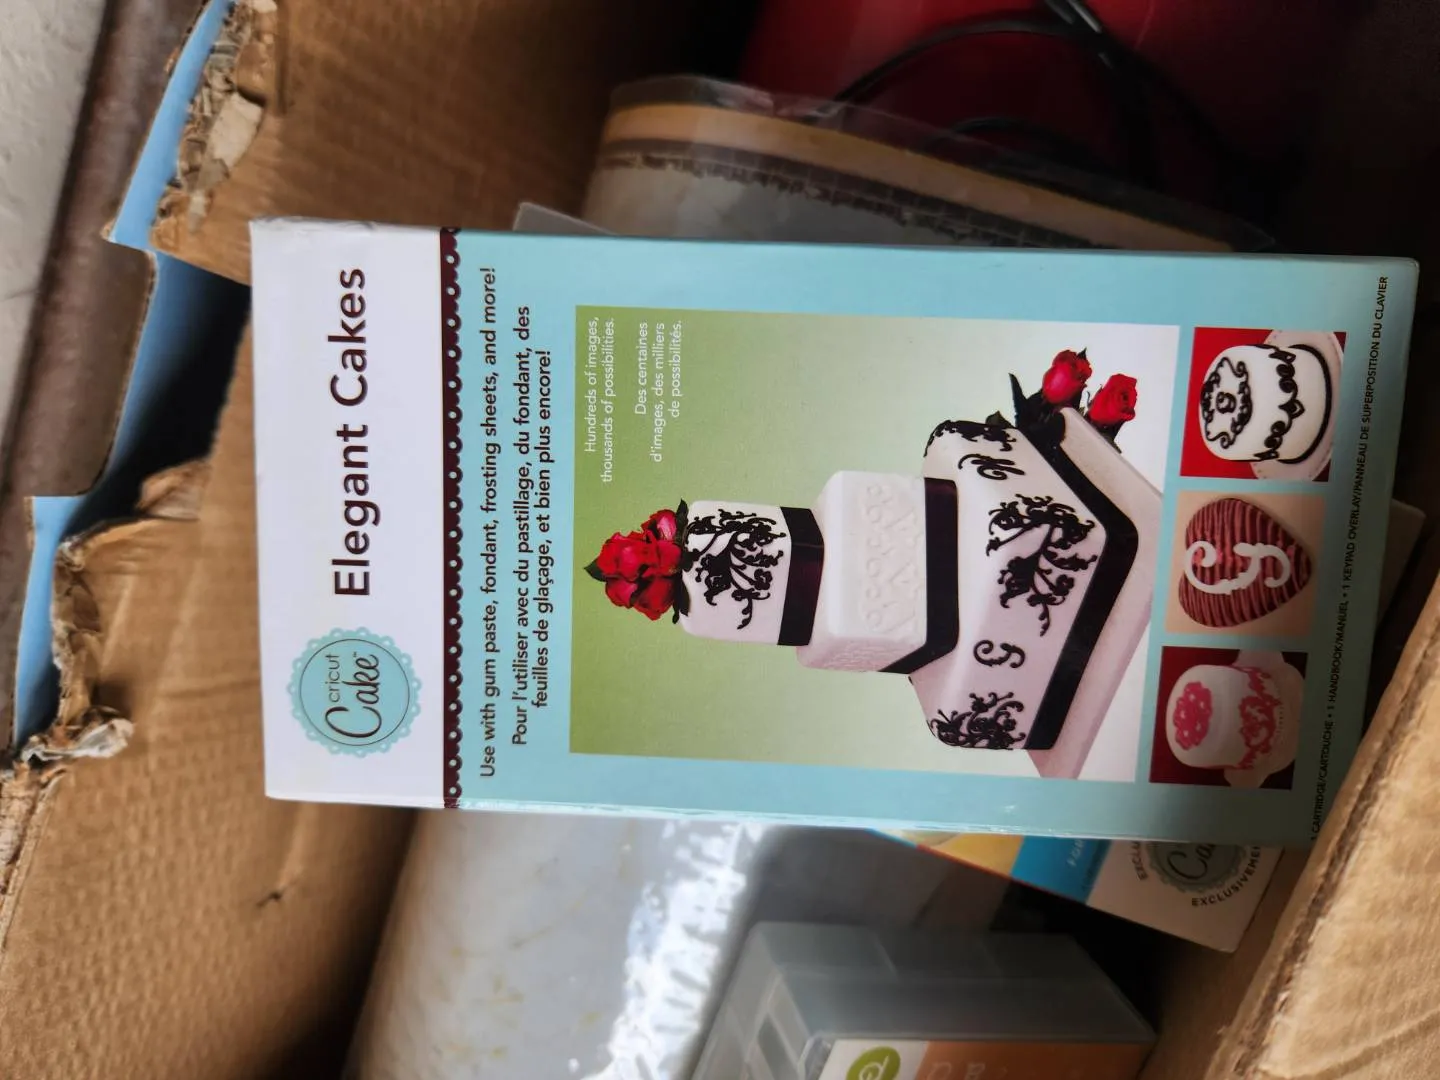 cricut
Cake™
Elegant Cakes
Use with gum paste, fondant, frosting sheets, and more!
Pour l'utiliser avec du pastillage, du fondant, des
feuilles de glaçage, et bien plus encore!
Hundreds of images,
thousands of possibilities.
Des centaines
d'images, des milliers
de possibilités.
1 CARTRIDGE/CARTOUCHE • 1 HANDBOOK/MANUEL • 1 KEYPAD OVERLAY/PANNEAU DE SUPERPOSITION DU CLAVIER
EXCLUSIVEMEN